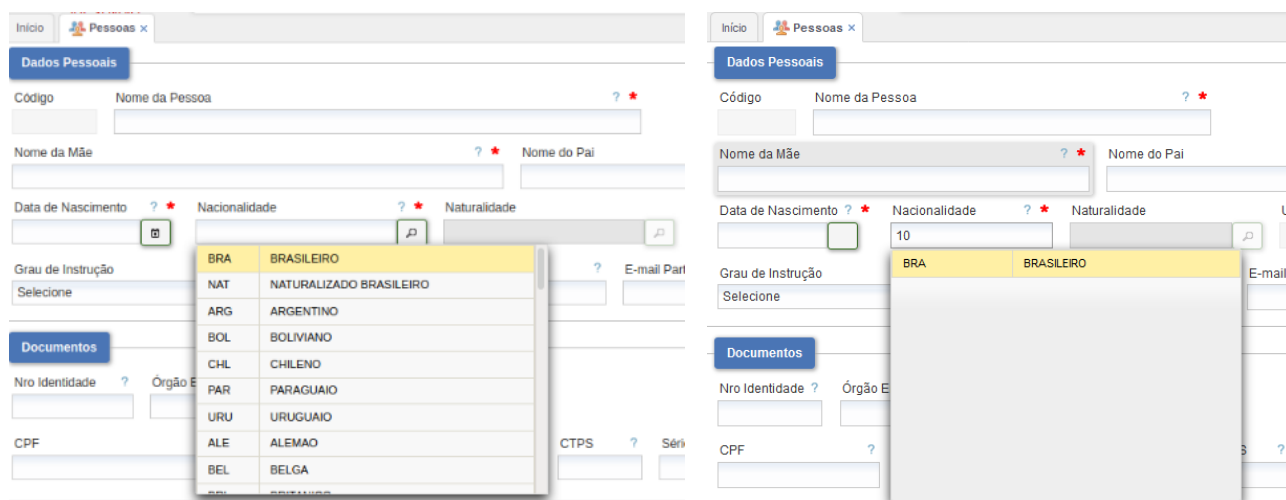 Início Pessoas ×
Dados Pessoais
Código Nome da Pessoa ? *
Nome da Mãe ? * Nome do Pai
Data de Nascimento ? * Nacionalidade ? * Naturalidade
BRA BRASILEIRO
Grau de Instrução ? E-mail Part
NAT NATURALIZADO BRASILEIRO
Selecione
ARG ARGENTINO
BOL BOLIVIANO
Documentos
CHL CHILENO
Nro Identidade ? Órgão E
PAR PARAGUAIO
URU URUGUAIO
CPF CTPS ? Séri
ALE ALEMAO
BEL BELGA
Início Pessoas ×
Dados Pessoais
Código Nome da Pessoa ? *
Nome da Mãe ? * Nome do Pai
Data de Nascimento ? * Nacionalidade ? * Naturalidade
10
BRA BRASILEIRO
Grau de Instrução E-mail
Selecione
Documentos
Nro Identidade ? Órgão E
CPF ? S ?